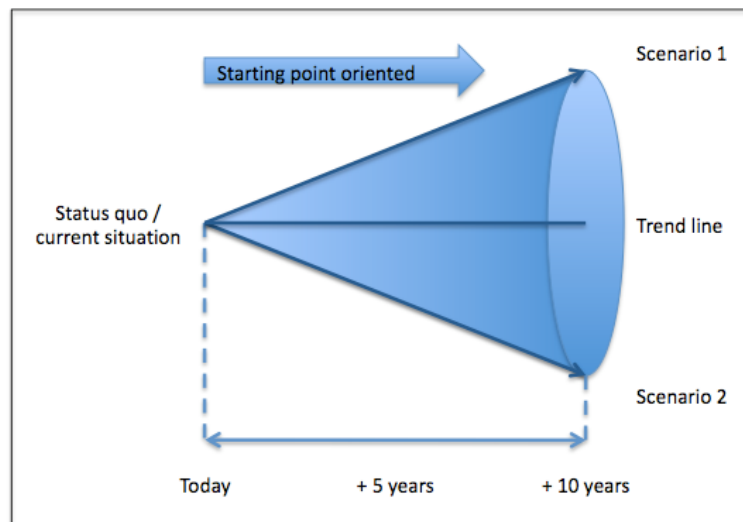 Scenario 1
Starting point oriented
Status quo /
current situation
Trend line
Scenario 2
Today
+ 5 years
+ 10 years